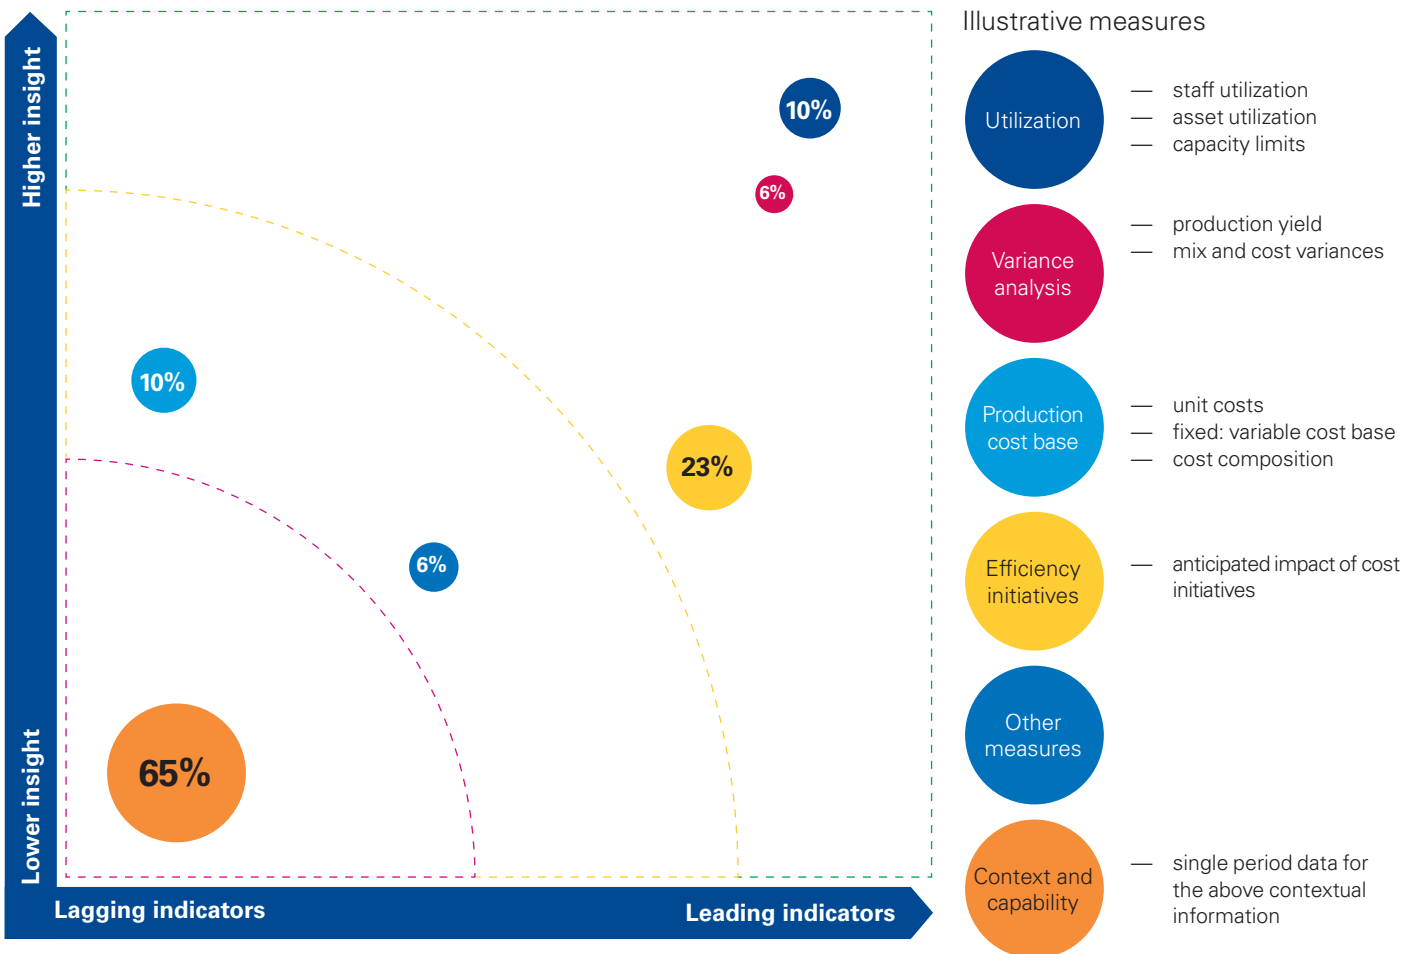 Higher insight
Lower insight
10%
6%
10%
23%
6%
65%
Lagging indicators
Leading indicators
Illustrative measures
Utilization
— staff utilization
— asset utilization
— capacity limits
Variance
analysis
— production yield
— mix and cost variances
Production
cost base
— unit costs
— fixed: variable cost base
— cost composition
Efficiency
initiatives
— anticipated impact of cost
initiatives
Other
measures
Context and
capability
— single period data for
the above contextual
information